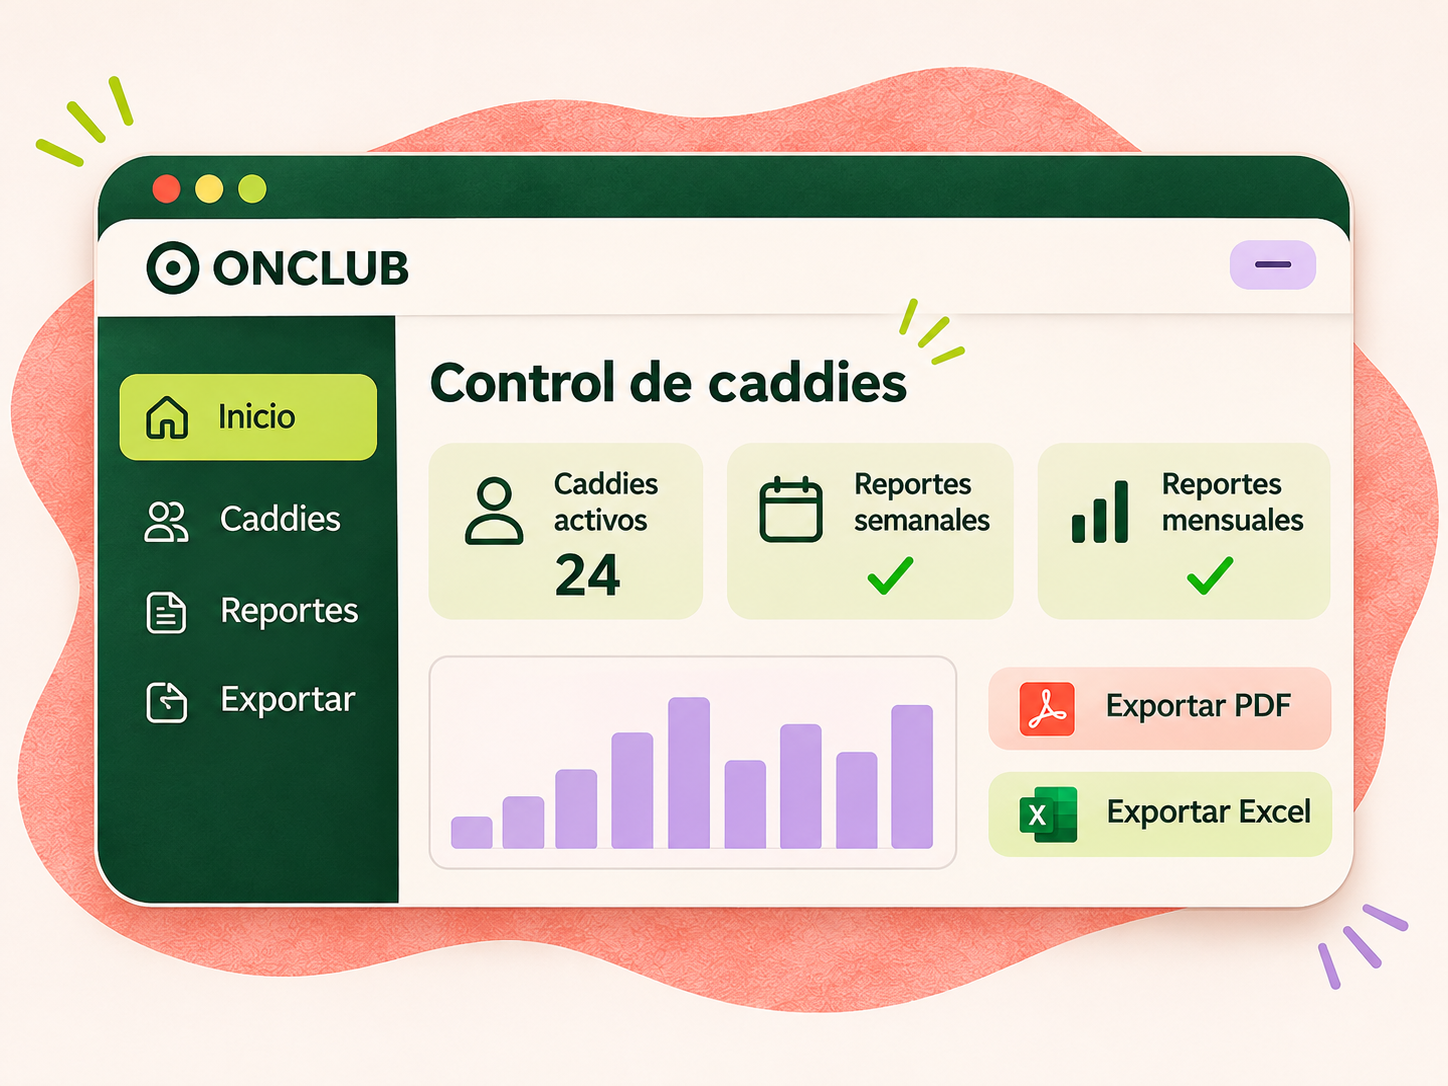 ONCLUB
Inicio
Caddies
Reportes
Exportar
Control de caddies
Caddies
activos
24
Reportes
semanales
Reportes
mensuales
Exportar PDF
X
Exportar Excel